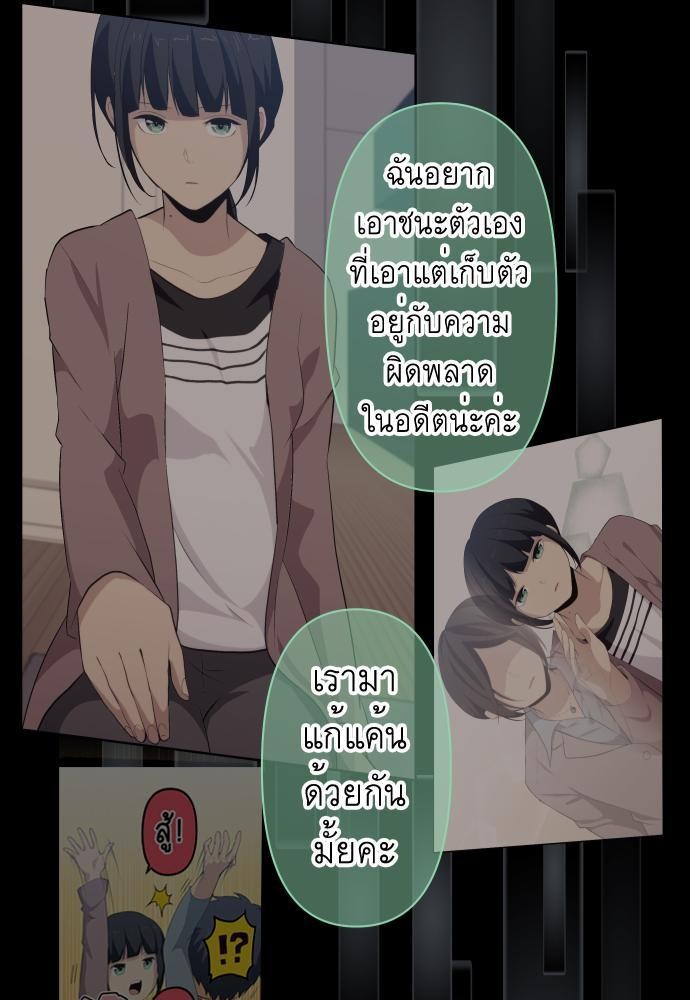 ฉันอยาก
เอาชนะตัวเอง
ที่เอาแต่เก็บตัว
อยู่กับความ
ผิดพลาด
ในอดีตน่ะค่ะ
เรามา
แก้แค้น
ด้วยกัน
มั้ยคะ
สู้!
!?